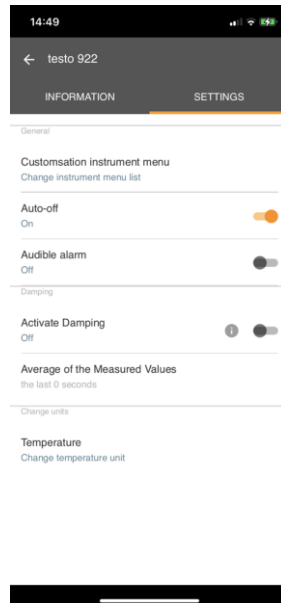 14:49
testo 922
INFORMATION
SETTINGS
General
Customsation instrument menu
Change instrument menu list
Auto-off
On
Audible alarm
Off
Damping
Activate Damping
Off
Average of the Measured Values
the last 0 seconds
Change units
Temperature
Change temperature unit